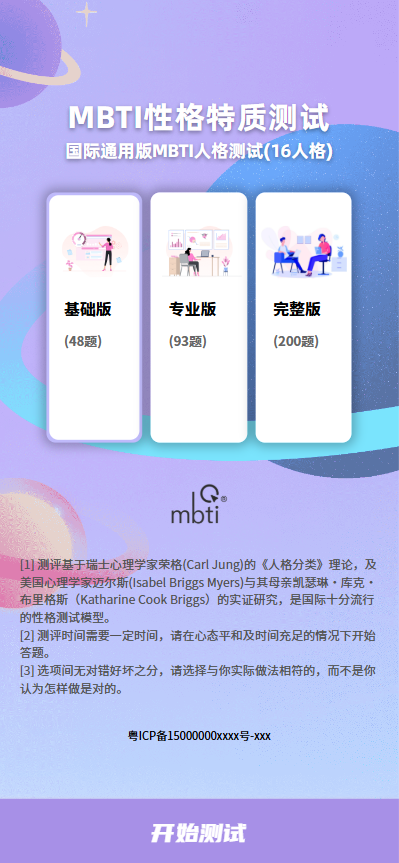 MBTI性格特质测试
国际通用版MBTI人格测试(16人格)
基础版
(48题)
专业版
(93题)
完整版
(200题)
mbti®
[1] 测评基于瑞士心理学家荣格(Carl Jung)的《人格分类》理论，及
美国心理学家迈尔斯(Isabel Briggs Myers)与其母亲凯瑟琳・库克・
布里格斯（Katharine Cook Briggs）的实证研究，是国际十分流行
的性格测试模型。
[2] 测评时间需要一定时间，请在心态平和及时间充足的情况下开始
答题。
[3] 选项间无对错好坏之分，请选择与你实际做法相符的，而不是你
认为怎样做是对的。
粤ICP备15000000xxxx号-xxx
开始测试